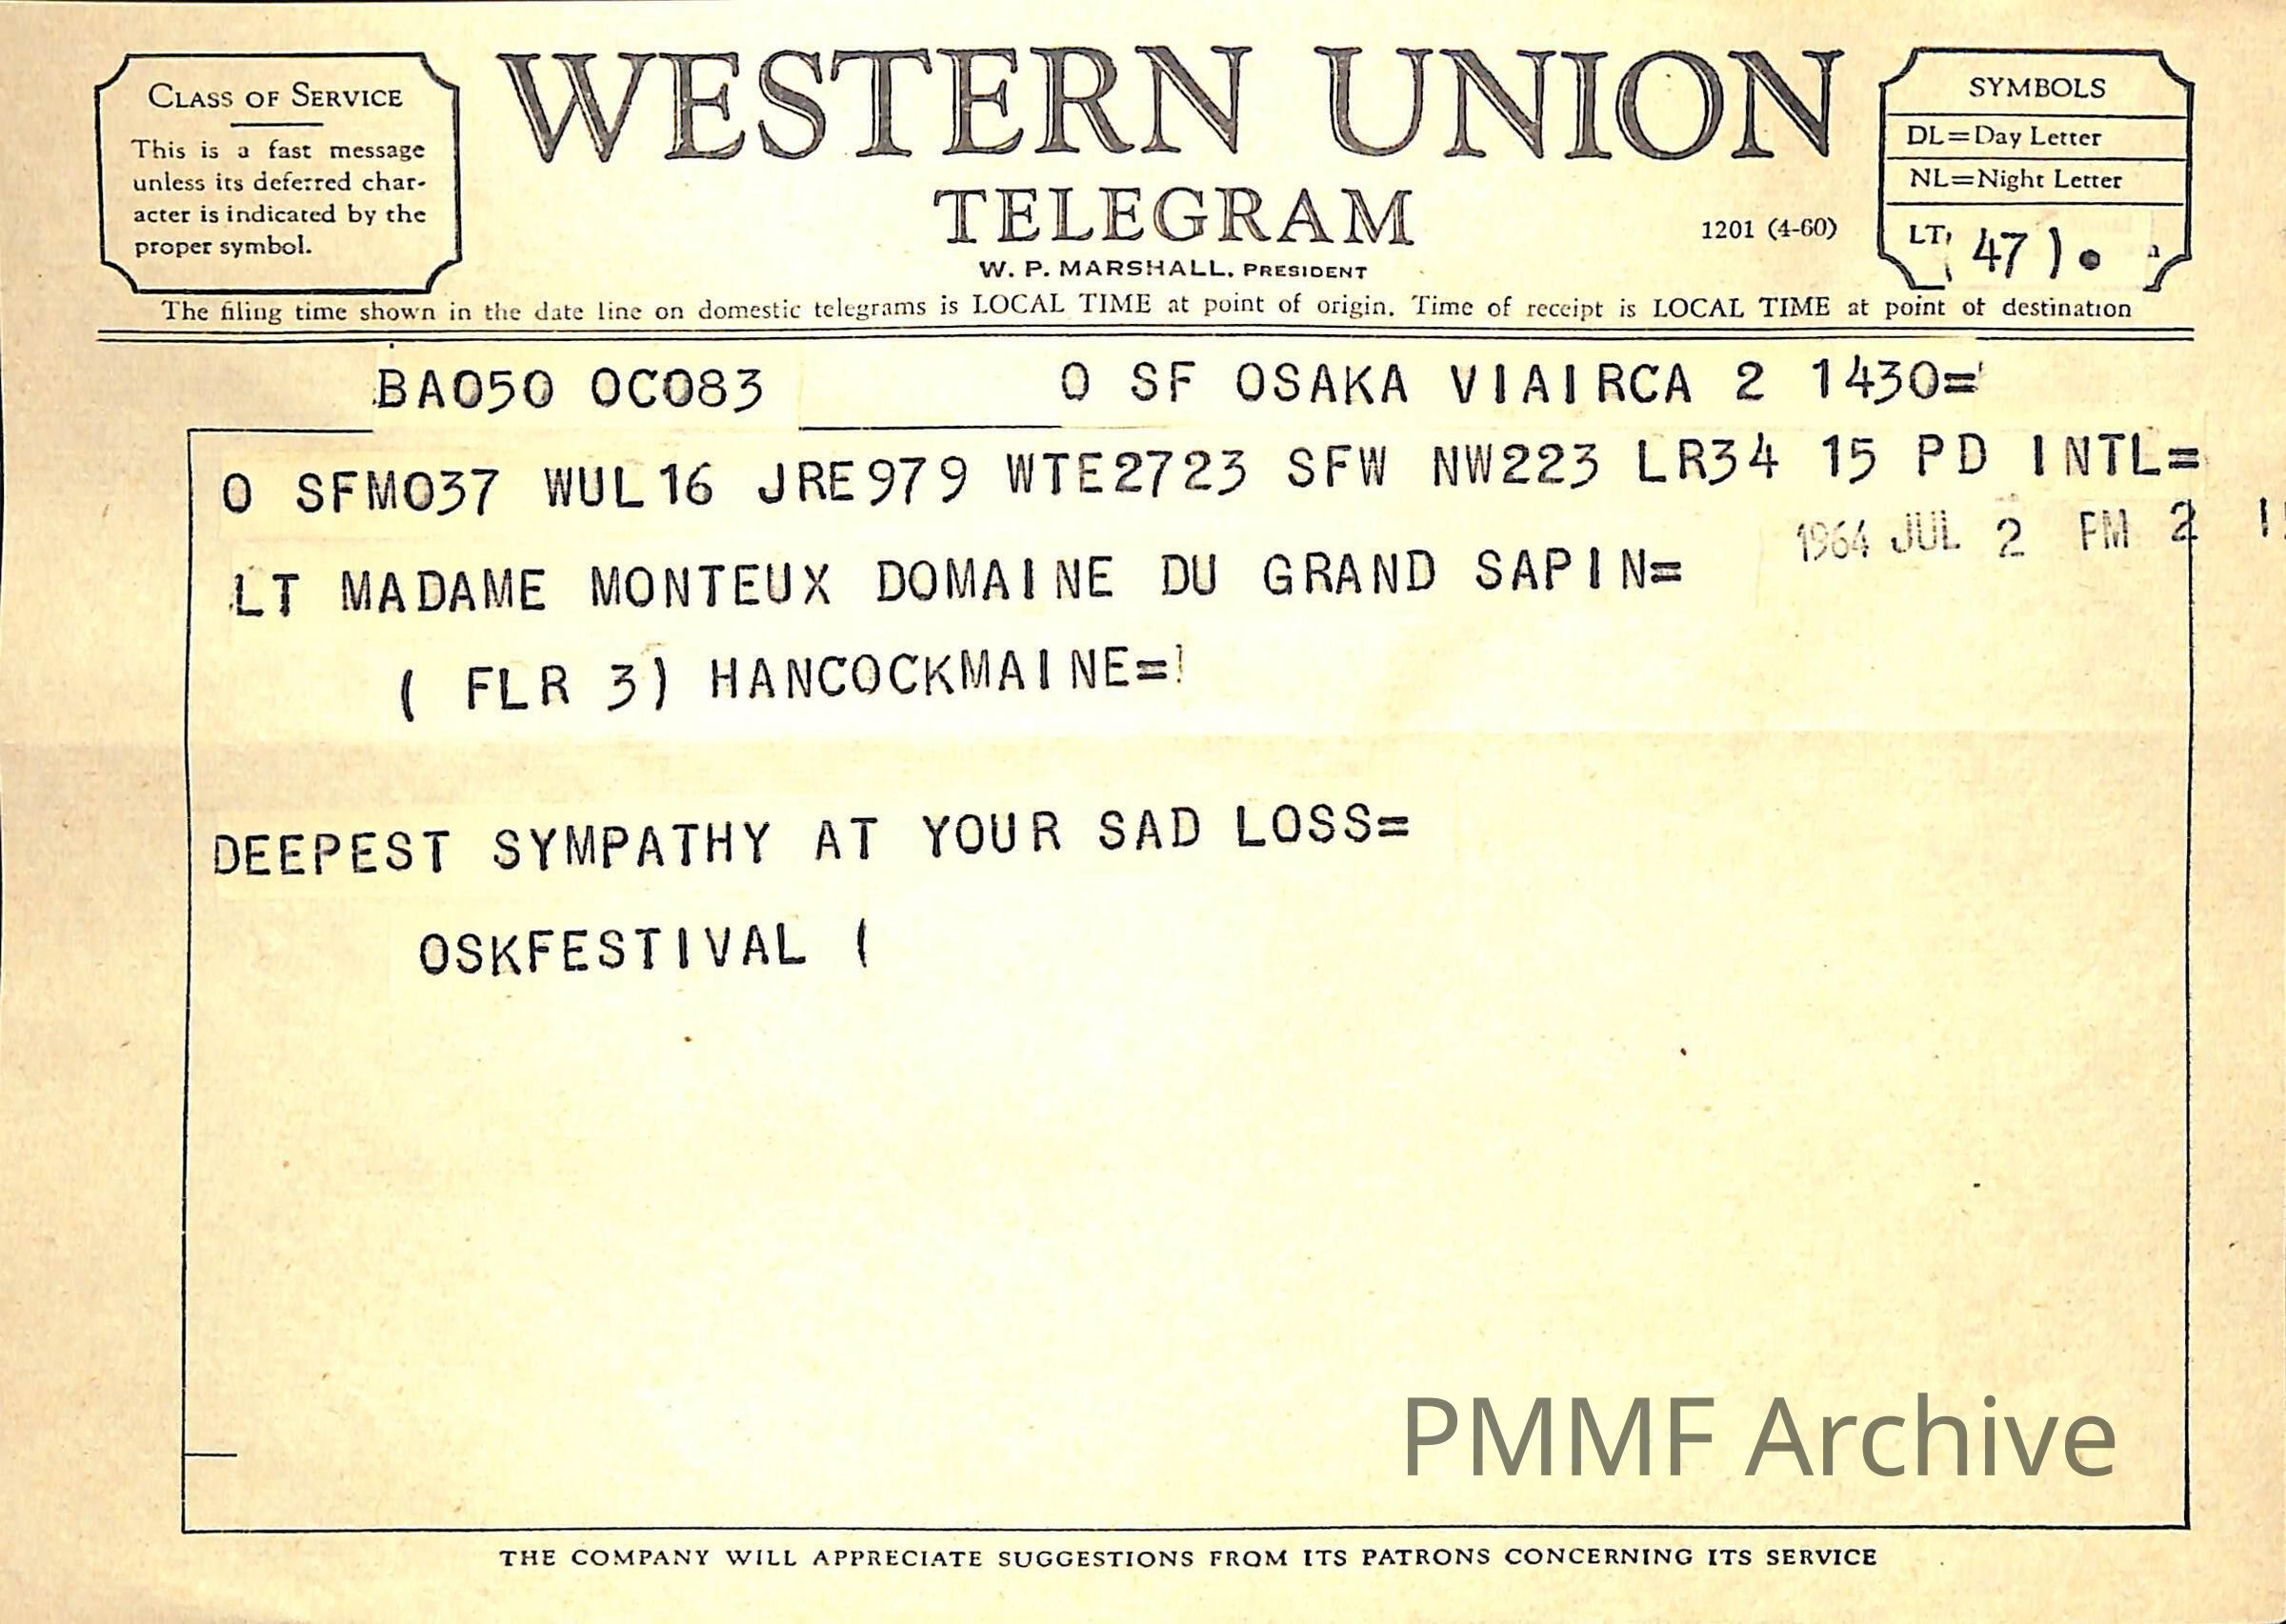 CLASS OF SERVICE
This is a fast message
unless its deferred char-
acter is indicated by the
proper symbol.
WESTERN UNION
TELEGRAM
W. P. MARSHALL, PRESIDENT
1201 (4-60)
SYMBOLS
DL=Day Letter
NL=Night Letter
LT
47 )
The filing time shown in the date line on domestic telegrams is LOCAL TIME at point of origin. Time of receipt is LOCAL TIME at point of destination
BA050 OC083 O SF OSAKA VIAIRCA 2 1430=
O SFM037 WUL16 JRE979 WTE2723 SFW NW223 LR34 15 PD INTL=
1964 JUL 2 PM 2
LT MADAME MONTEUX DOMAINE DU GRAND SAPIN=
( FLR 3) HANCOCKMAINE=
DEEPEST SYMPATHY AT YOUR SAD LOSS=
OSKFESTIVAL (
PMMF Archive
THE COMPANY WILL APPRECIATE SUGGESTIONS FROM ITS PATRONS CONCERNING ITS SERVICE